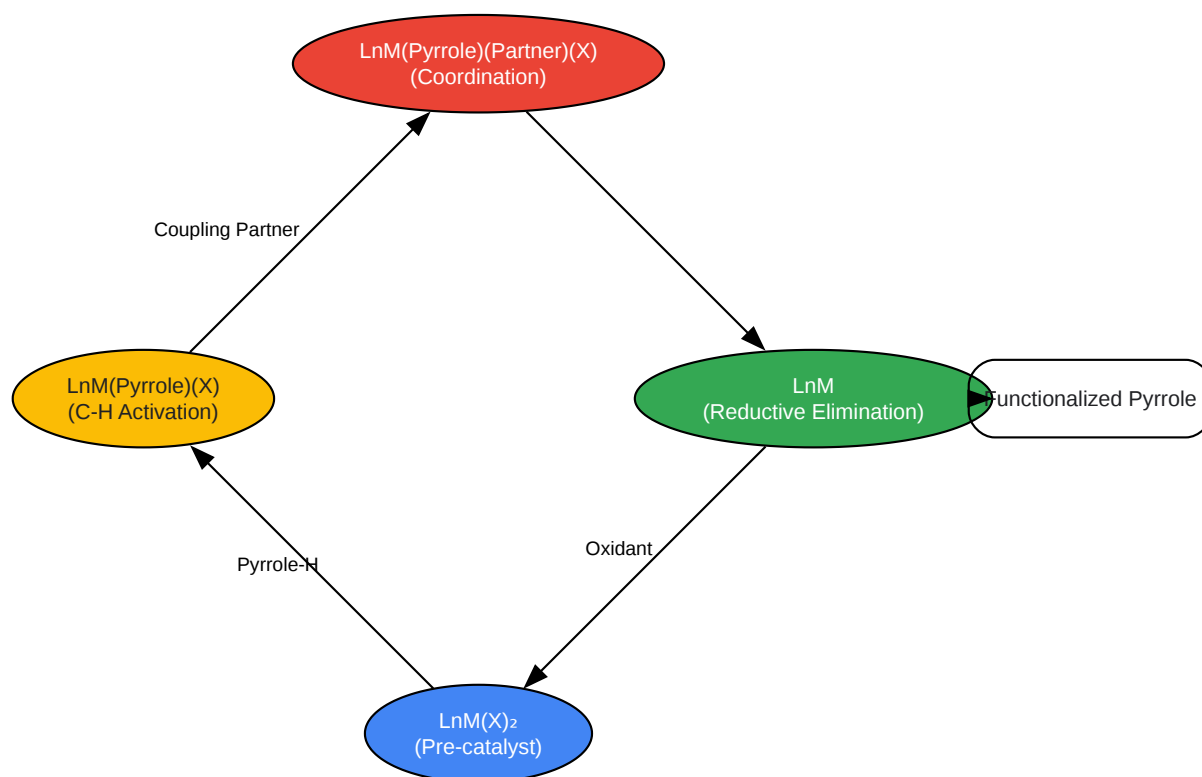 LnM(Pyrrole)(Partner)(X)
(Coordination)
Coupling Partner
LnM(Pyrrole)(X)
(C-H Activation)
LnM
(Reductive Elimination)
Functionalized Pyrrole
Oxidant
Pyrrole-H
LnM(X)₂
(Pre-catalyst)